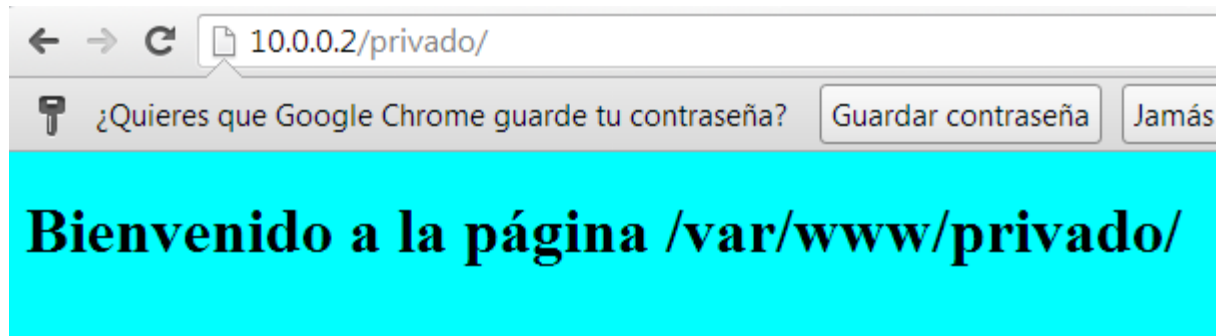 10.0.0.2/privado/
¿Quieres que Google Chrome guarde tu contraseña? Guardar contraseña Jamás
Bienvenido a la página /var/www/privado/